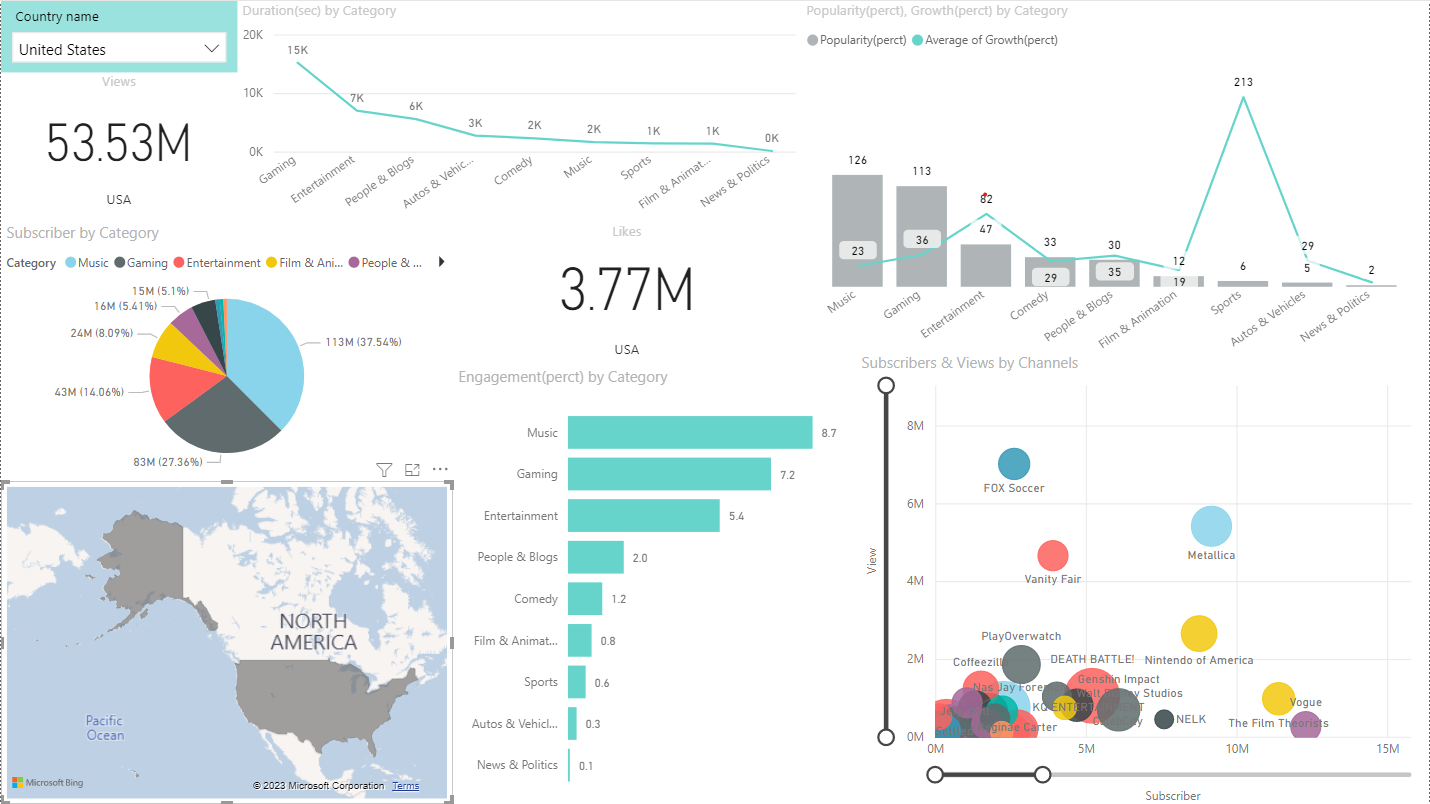 Country name
United States
Views
53.53M
USA
Duration(sec) by Category
20K
10K
0K
15K
7K
6K
3K
2K
2K
1K
1K
0K
Gaming
Entertainment
People & Blogs
Autos & Vehic...
Comedy
Music
Sports
Film & Animat...
News & Politics
Popularity(perct), Growth(perct) by Category
Popularity(perct) Average of Growth(perct)
126
113
47
33
30
12
6
5
2
23
36
82
29
35
19
213
29
Music
Gaming
Entertainment
Comedy
People & Blogs
Film & Animation
Sports
Autos & Vehicles
News & Politics
Subscriber by Category
Category Music Gaming Entertainment Film & Ani... People & ...
15M (5.1%)
16M (5.41%)
24M (8.09%)
43M (14.06%)
83M (27.36%)
113M (37.54%)
Likes
3.77M
USA
Engagement(perct) by Category
Music 8.7
Gaming 7.2
Entertainment 5.4
People & Blogs 2.0
Comedy 1.2
Film & Animat... 0.8
Sports 0.6
Autos & Vehicl... 0.3
News & Politics 0.1
NORTH
AMERICA
Pacific
Ocean
Microsoft Bing
© 2023 Microsoft Corporation Terms
Subscribers & Views by Channels
View
8M
6M
4M
2M
0M
FOX Soccer
Metallica
Vanity Fair
PlayOverwatch
Nintendo of America
DEATH BATTLE!
Genshin Impact
KQ ENTERTAINMENT
NELK
Vogue
The Film Theorists
0M
5M
10M
15M
Subscriber